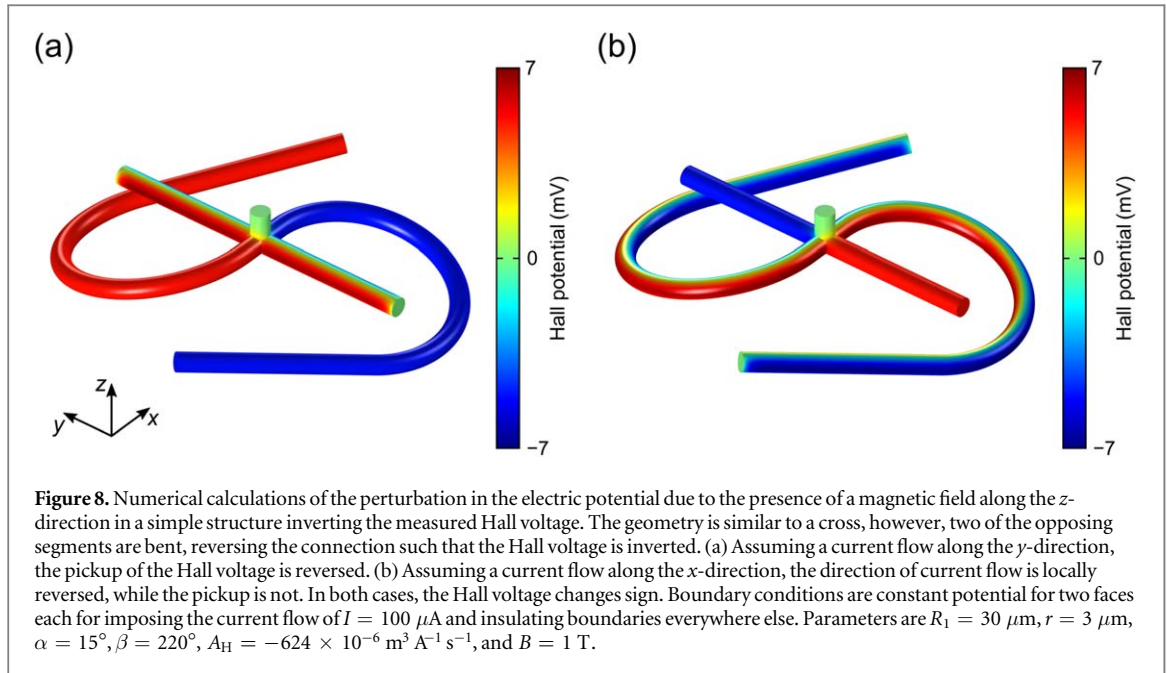 (a)
7
0
−7
Hall potential (mV)
z
y
x
(b)
7
0
−7
Hall potential (mV)
Figure 8. Numerical calculations of the perturbation in the electric potential due to the presence of a magnetic field along the z-
direction in a simple structure inverting the measured Hall voltage. The geometry is similar to a cross, however, two of the opposing
segments are bent, reversing the connection such that the Hall voltage is inverted. (a) Assuming a current flow along the y-direction,
the pickup of the Hall voltage is reversed. (b) Assuming a current flow along the x-direction, the direction of current flow is locally
reversed, while the pickup is not. In both cases, the Hall voltage changes sign. Boundary conditions are constant potential for two faces
each for imposing the current flow of I = 100 μA and insulating boundaries everywhere else. Parameters are R₁ = 30 μm, r = 3 μm,
α = 15°, β = 220°, A_H = −624 × 10⁻⁶ m³ A⁻¹ s⁻¹, and B = 1 T.